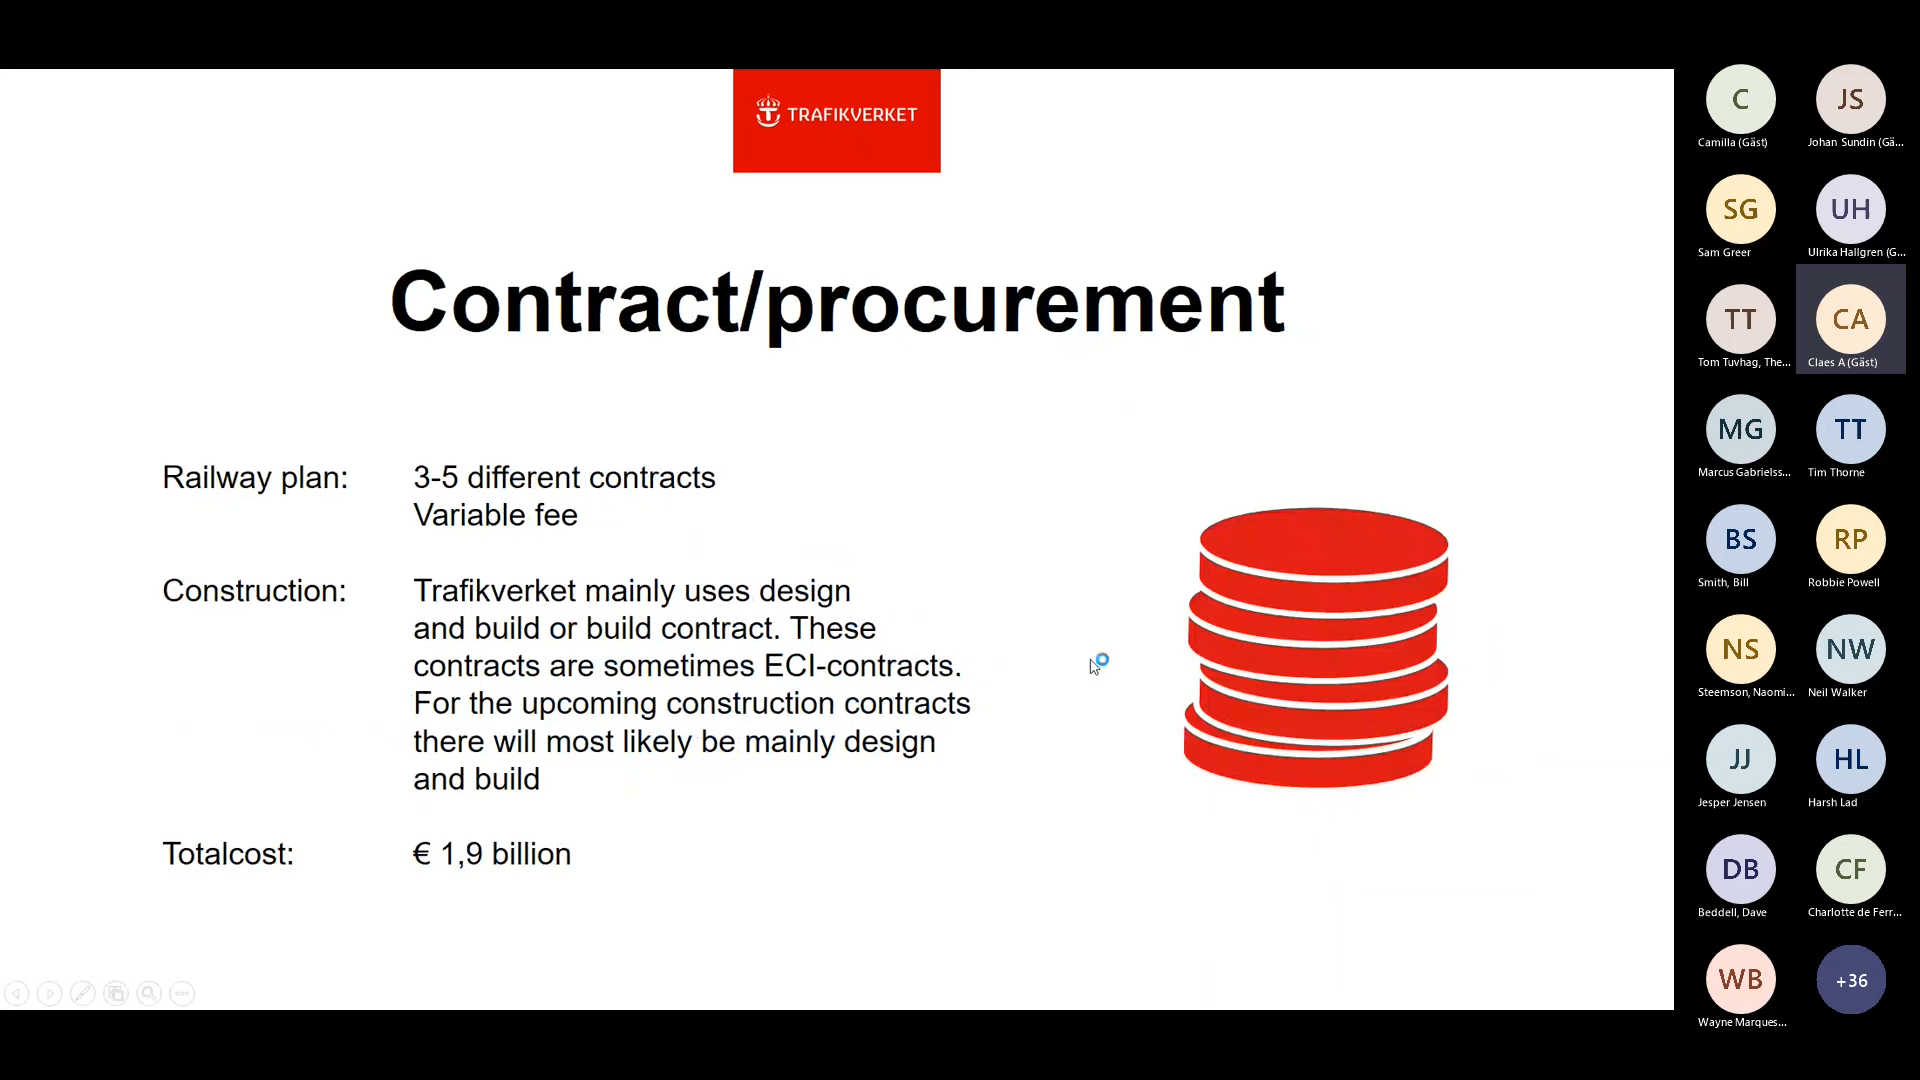 TRAFIKVERKET
Contract/procurement
Railway plan: 3-5 different contracts
Variable fee
Construction: Trafikverket mainly uses design
and build or build contract. These
contracts are sometimes ECI-contracts.
For the upcoming construction contracts
there will most likely be mainly design
and build
Totalcost: € 1,9 billion
C
Camilla (Gäst)
JS
Johan Sundin (Gä...
SG
Sam Greer
UH
Ulrika Hallgren (G...
TT
Tom Tuvhag, The...
CA
Claes A (Gäst)
MG
Marcus Gabrielss...
TT
Tim Thorne
BS
Smith, Bill
RP
Robbie Powell
NS
Steemson, Naomi...
NW
Neil Walker
JJ
Jesper Jensen
HL
Harsh Lad
DB
Beddell, Dave
CF
Charlotte de Ferr...
WB
Wayne Marques...
+36